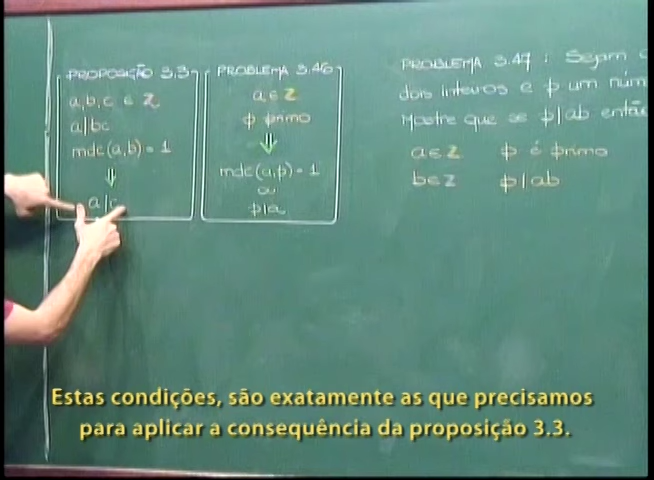 PROPOSIÇÃO 3.3
a,b,c ∈ Z
a|bc
mdc(a,b) = 1
⇓
a|c
PROBLEMA 3.46
a ∈ Z
p primo
⇓
mdc(a,p) = 1
ou
p|a
PROBLEMA 3.47 : Sejam
dois inteiros e p um núm
Mostre que se p|ab então
a ∈ Z p é primo
b ∈ Z p|ab
Estas condições, são exatamente as que precisamos
para aplicar a consequência da proposição 3.3.